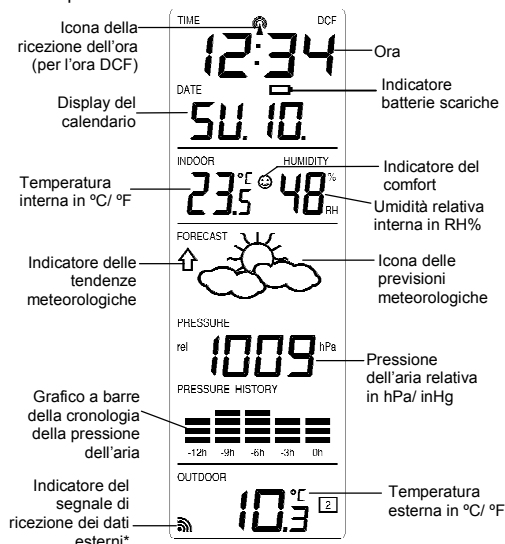 Icona della
ricezione dell'ora
(per l'ora DCF)
TIME
DCF
12:34
Ora
Display del
calendario
DATE
SU. 10.
Indicatore
batterie scariche
INDOOR
HUMIDITY
23.5 °C
48 %
RH
Temperatura
interna in ºC/ ºF
Indicatore del
comfort
Umidità relativa
interna in RH%
FORECAST
Indicatore delle
tendenze
meteorologiche
Icona delle
previsioni
meteorologiche
PRESSURE
rel 1009 hPa
Pressione
dell'aria relativa
in hPa/ inHg
PRESSURE HISTORY
Grafico a barre
della cronologia
della pressione
dell'aria
-12h -9h -6h -3h 0h
OUTDOOR
10.3 °C
2
Indicatore del
segnale di
ricezione dei dati
esterni*
Temperatura
esterna in ºC/ ºF